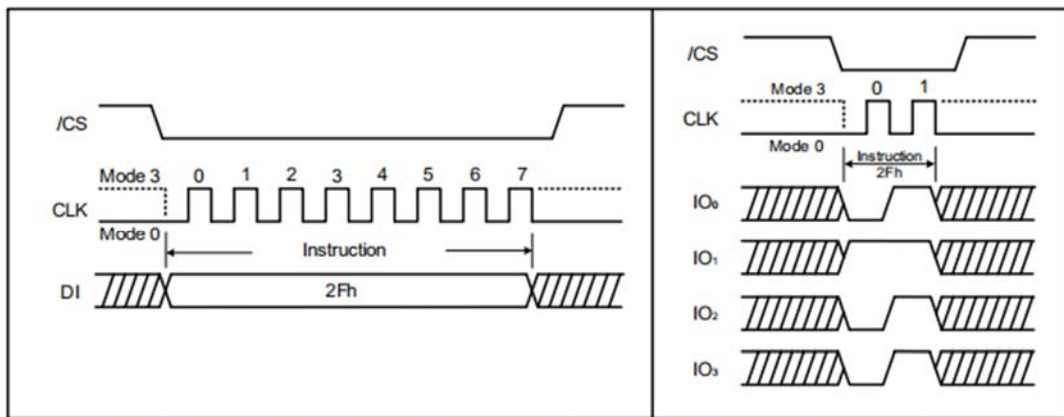 /CS
Mode 3 0 1 2 3 4 5 6 7
CLK
Mode 0
Instruction
DI 2Fh
/CS
Mode 3 0 1
CLK
Mode 0
Instruction
2Fh
IO₀
IO₁
IO₂
IO₃